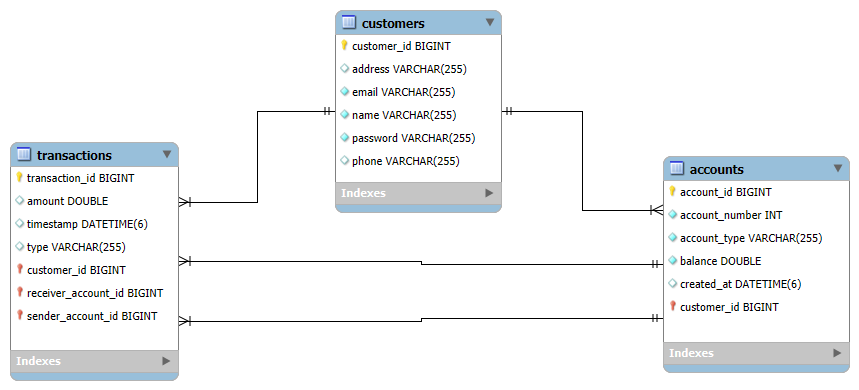 customers
customer_id BIGINT
address VARCHAR(255)
email VARCHAR(255)
name VARCHAR(255)
password VARCHAR(255)
phone VARCHAR(255)
Indexes
transactions
transaction_id BIGINT
amount DOUBLE
timestamp DATETIME(6)
type VARCHAR(255)
customer_id BIGINT
receiver_account_id BIGINT
sender_account_id BIGINT
Indexes
accounts
account_id BIGINT
account_number INT
account_type VARCHAR(255)
balance DOUBLE
created_at DATETIME(6)
customer_id BIGINT
Indexes